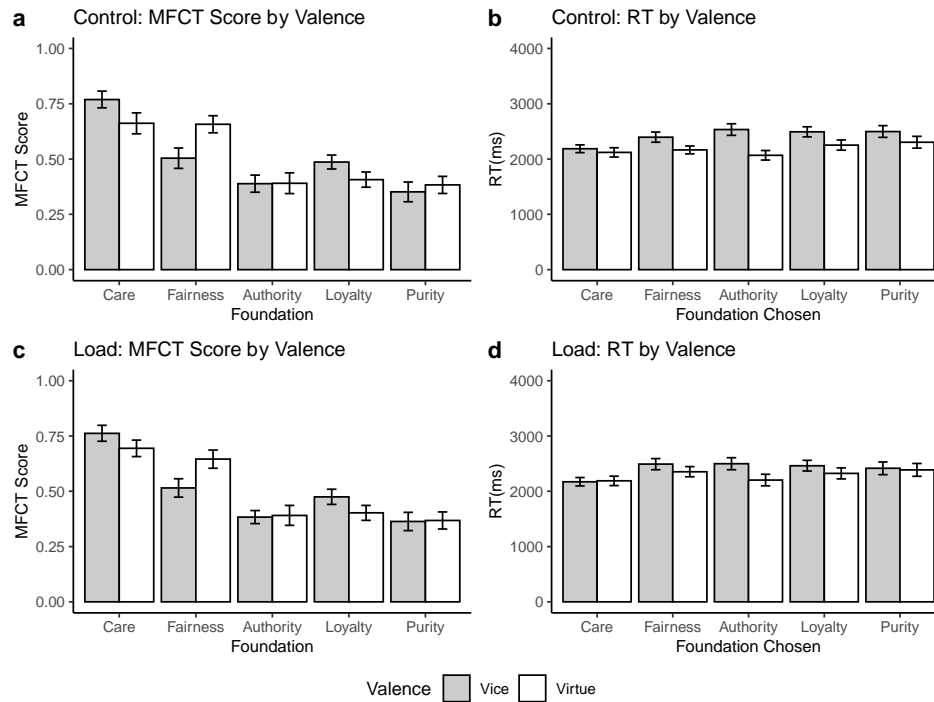 a Control: MFCT Score by Valence
1.00
0.75
0.50
0.25
0.00
MFCT Score
Care Fairness Authority Loyalty Purity
Foundation
b Control: RT by Valence
4000
3000
2000
1000
0
RT(ms)
Care Fairness Authority Loyalty Purity
Foundation Chosen
c Load: MFCT Score by Valence
1.00
0.75
0.50
0.25
0.00
MFCT Score
Care Fairness Authority Loyalty Purity
Foundation
d Load: RT by Valence
4000
3000
2000
1000
0
RT(ms)
Care Fairness Authority Loyalty Purity
Foundation Chosen
Valence Vice Virtue